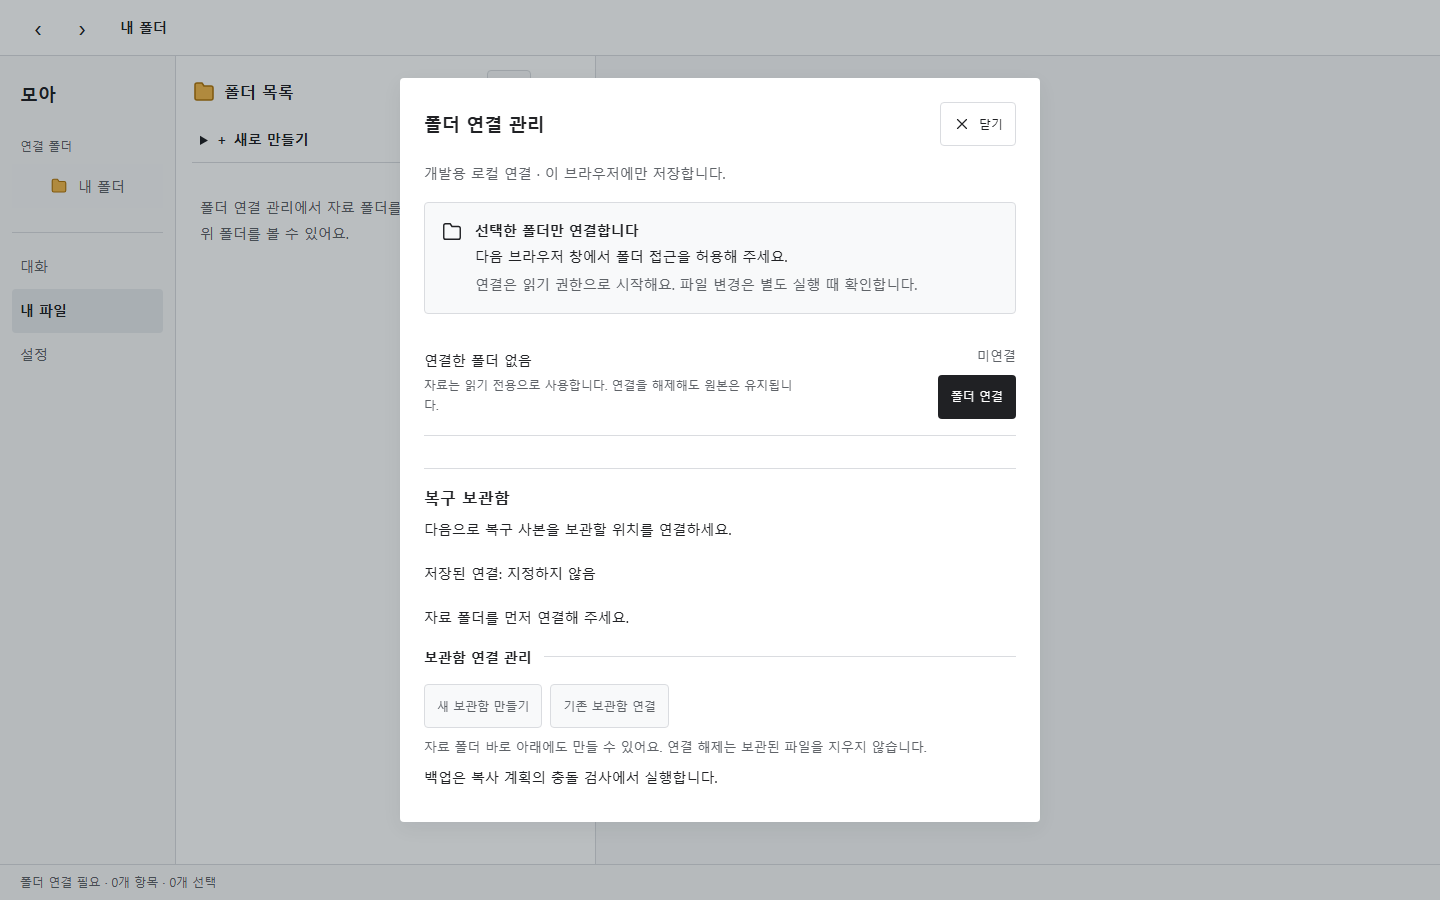 내 폴더
모아
연결 폴더
내 폴더
대화
내 파일
설정
폴더 목록
+ 새로 만들기
폴더 연결 관리에서 자료 폴더를
위 폴더를 볼 수 있어요.
폴더 연결 관리
닫기
개발용 로컬 연결 · 이 브라우저에만 저장합니다.
선택한 폴더만 연결합니다
다음 브라우저 창에서 폴더 접근을 허용해 주세요.
연결은 읽기 권한으로 시작해요. 파일 변경은 별도 실행 때 확인합니다.
연결한 폴더 없음
미연결
자료는 읽기 전용으로 사용합니다. 연결을 해제해도 원본은 유지됩니
다.
폴더 연결
복구 보관함
다음으로 복구 사본을 보관할 위치를 연결하세요.
저장된 연결: 지정하지 않음
자료 폴더를 먼저 연결해 주세요.
보관함 연결 관리
새 보관함 만들기
기존 보관함 연결
자료 폴더 바로 아래에도 만들 수 있어요. 연결 해제는 보관된 파일을 지우지 않습니다.
백업은 복사 계획의 충돌 검사에서 실행합니다.
폴더 연결 필요 · 0개 항목 · 0개 선택